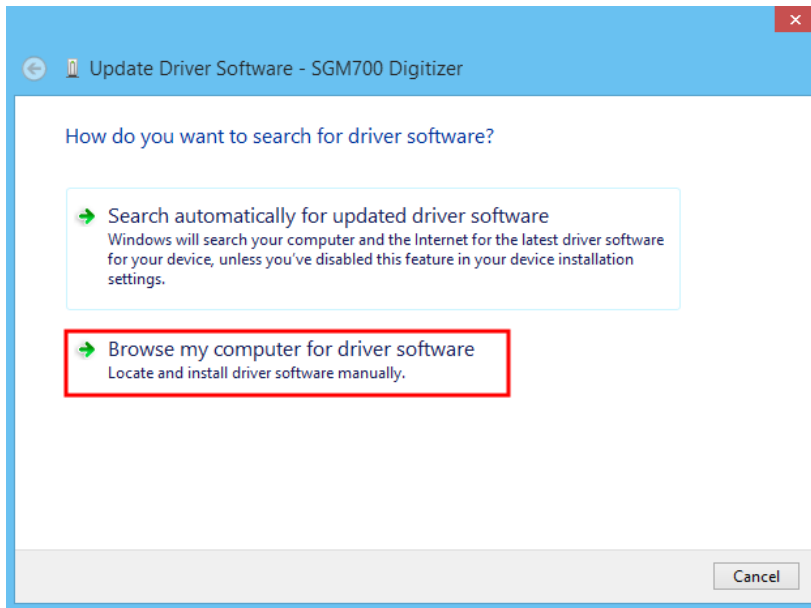 Update Driver Software - SGM700 Digitizer
How do you want to search for driver software?
Search automatically for updated driver software
Windows will search your computer and the Internet for the latest driver software
for your device, unless you've disabled this feature in your device installation
settings.
Browse my computer for driver software
Locate and install driver software manually.
Cancel